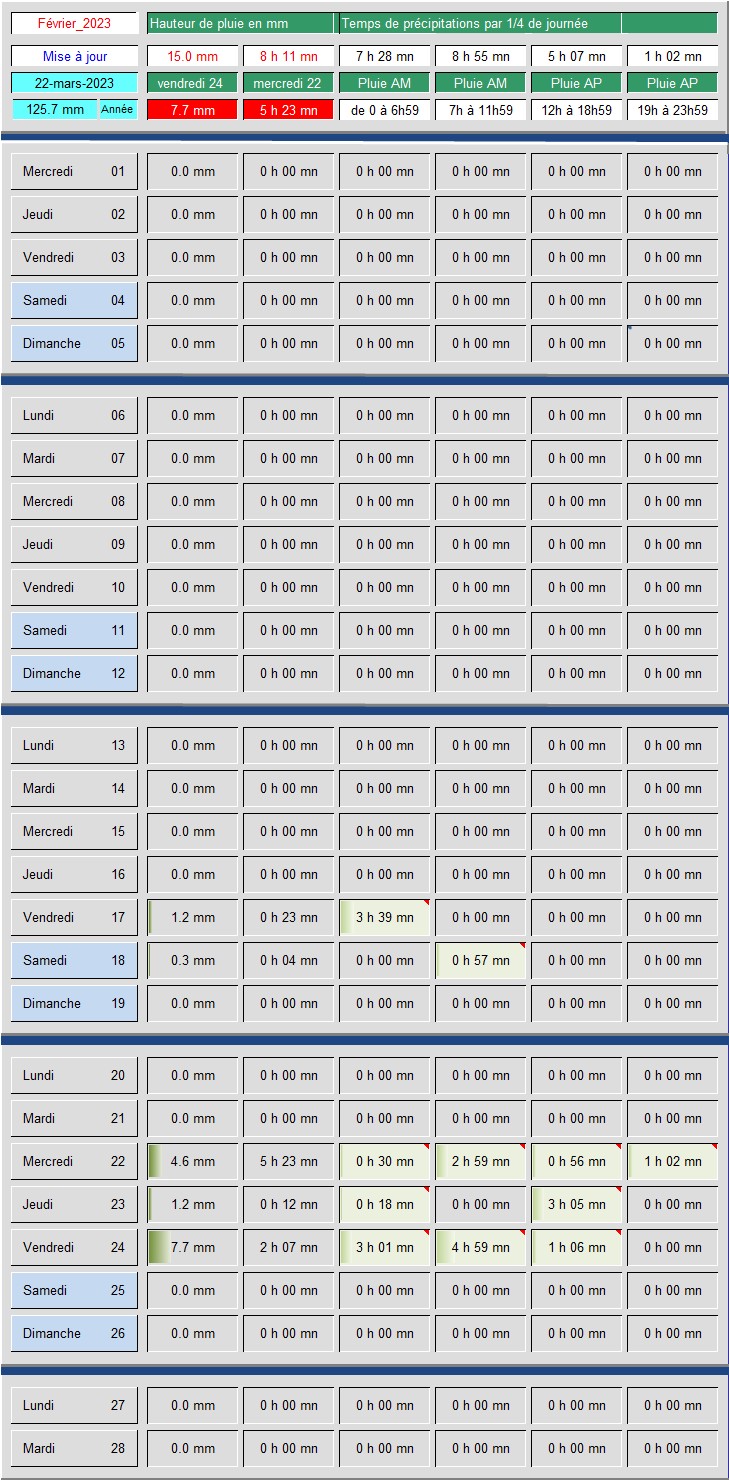 Février_2023 Hauteur de pluie en mm Temps de précipitations par 1/4 de journée
Mise à jour 15.0 mm 8 h 11 mn 7 h 28 mn 8 h 55 mn 5 h 07 mn 1 h 02 mn
22-mars-2023 vendredi 24 mercredi 22 Pluie AM Pluie AM Pluie AP Pluie AP
125.7 mm Année 7.7 mm 5 h 23 mn de 0 à 6h59 7h à 11h59 12h à 18h59 19h à 23h59
Mercredi 01 0.0 mm 0 h 00 mn 0 h 00 mn 0 h 00 mn 0 h 00 mn 0 h 00 mn
Jeudi 02 0.0 mm 0 h 00 mn 0 h 00 mn 0 h 00 mn 0 h 00 mn 0 h 00 mn
Vendredi 03 0.0 mm 0 h 00 mn 0 h 00 mn 0 h 00 mn 0 h 00 mn 0 h 00 mn
Samedi 04 0.0 mm 0 h 00 mn 0 h 00 mn 0 h 00 mn 0 h 00 mn 0 h 00 mn
Dimanche 05 0.0 mm 0 h 00 mn 0 h 00 mn 0 h 00 mn 0 h 00 mn 0 h 00 mn
Lundi 06 0.0 mm 0 h 00 mn 0 h 00 mn 0 h 00 mn 0 h 00 mn 0 h 00 mn
Mardi 07 0.0 mm 0 h 00 mn 0 h 00 mn 0 h 00 mn 0 h 00 mn 0 h 00 mn
Mercredi 08 0.0 mm 0 h 00 mn 0 h 00 mn 0 h 00 mn 0 h 00 mn 0 h 00 mn
Jeudi 09 0.0 mm 0 h 00 mn 0 h 00 mn 0 h 00 mn 0 h 00 mn 0 h 00 mn
Vendredi 10 0.0 mm 0 h 00 mn 0 h 00 mn 0 h 00 mn 0 h 00 mn 0 h 00 mn
Samedi 11 0.0 mm 0 h 00 mn 0 h 00 mn 0 h 00 mn 0 h 00 mn 0 h 00 mn
Dimanche 12 0.0 mm 0 h 00 mn 0 h 00 mn 0 h 00 mn 0 h 00 mn 0 h 00 mn
Lundi 13 0.0 mm 0 h 00 mn 0 h 00 mn 0 h 00 mn 0 h 00 mn 0 h 00 mn
Mardi 14 0.0 mm 0 h 00 mn 0 h 00 mn 0 h 00 mn 0 h 00 mn 0 h 00 mn
Mercredi 15 0.0 mm 0 h 00 mn 0 h 00 mn 0 h 00 mn 0 h 00 mn 0 h 00 mn
Jeudi 16 0.0 mm 0 h 00 mn 0 h 00 mn 0 h 00 mn 0 h 00 mn 0 h 00 mn
Vendredi 17 1.2 mm 0 h 23 mn 3 h 39 mn 0 h 00 mn 0 h 00 mn 0 h 00 mn
Samedi 18 0.3 mm 0 h 04 mn 0 h 00 mn 0 h 57 mn 0 h 00 mn 0 h 00 mn
Dimanche 19 0.0 mm 0 h 00 mn 0 h 00 mn 0 h 00 mn 0 h 00 mn 0 h 00 mn
Lundi 20 0.0 mm 0 h 00 mn 0 h 00 mn 0 h 00 mn 0 h 00 mn 0 h 00 mn
Mardi 21 0.0 mm 0 h 00 mn 0 h 00 mn 0 h 00 mn 0 h 00 mn 0 h 00 mn
Mercredi 22 4.6 mm 5 h 23 mn 0 h 30 mn 2 h 59 mn 0 h 56 mn 1 h 02 mn
Jeudi 23 1.2 mm 0 h 12 mn 0 h 18 mn 0 h 00 mn 3 h 05 mn 0 h 00 mn
Vendredi 24 7.7 mm 2 h 07 mn 3 h 01 mn 4 h 59 mn 1 h 06 mn 0 h 00 mn
Samedi 25 0.0 mm 0 h 00 mn 0 h 00 mn 0 h 00 mn 0 h 00 mn 0 h 00 mn
Dimanche 26 0.0 mm 0 h 00 mn 0 h 00 mn 0 h 00 mn 0 h 00 mn 0 h 00 mn
Lundi 27 0.0 mm 0 h 00 mn 0 h 00 mn 0 h 00 mn 0 h 00 mn 0 h 00 mn
Mardi 28 0.0 mm 0 h 00 mn 0 h 00 mn 0 h 00 mn 0 h 00 mn 0 h 00 mn